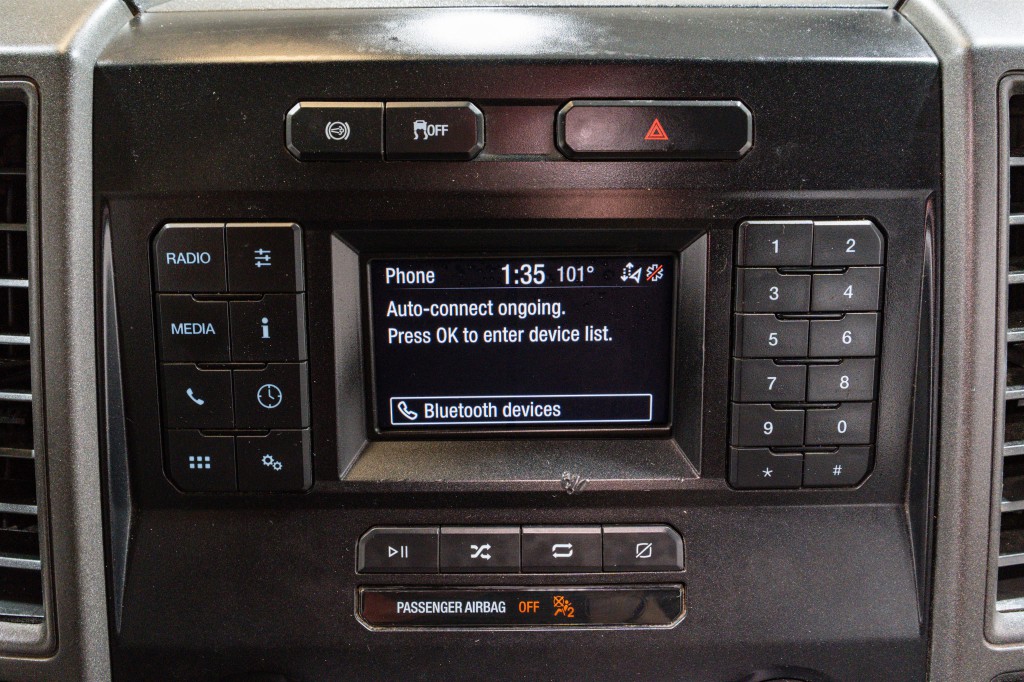 OFF
RADIO
MEDIA
i
Phone 1:35 101°
Auto-connect ongoing.
Press OK to enter device list.
Bluetooth devices
1 2
3 4
5 6
7 8
9 0
* #
PASSENGER AIRBAG OFF 2